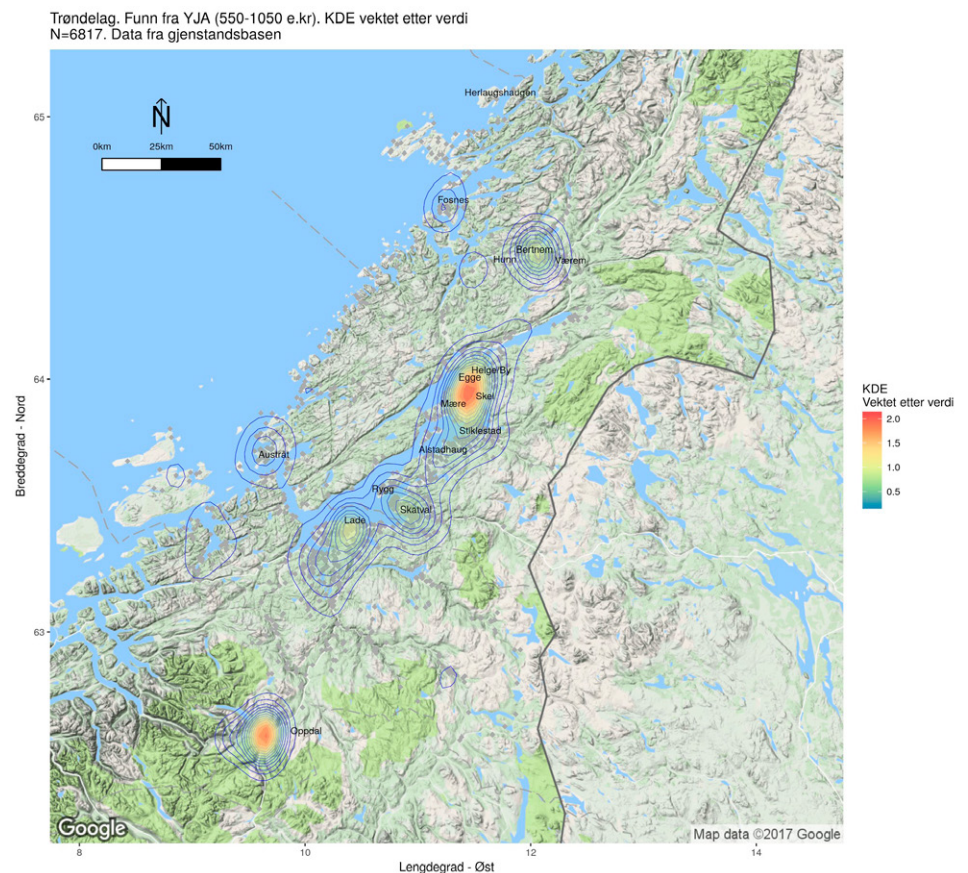 Trøndelag. Funn fra YJA (550-1050 e.kr). KDE vektet etter verdi
N=6817. Data fra gjenstandsbasen
Herlaugshaugen
65
N
0km 25km 50km
Fosnes
Bertnem
Hunn Værem
64
Helge/By
Egge
Skei
Mære
Stiklestad
Alstadhaug
Austråt
Rygg
Skatval
Lade
63
Oppdal
KDE
Vektet etter verdi
2.0
1.5
1.0
0.5
Breddegrad - Nord
Google
Map data ©2017 Google
8 10 12 14
Lengdegrad - Øst